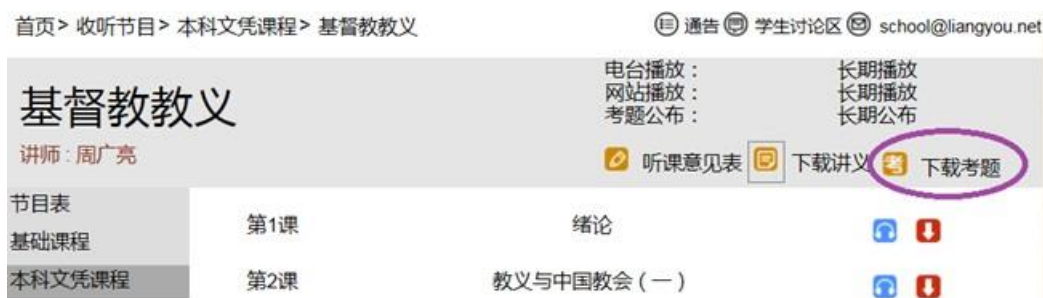 首页> 收听节目> 本科文凭课程> 基督教教义 通告 学生讨论区 school@liangyou.net
基督教教义
讲师 : 周广亮
电台播放： 长期播放
网站播放： 长期播放
考题公布： 长期公布
听课意见表 下载讲义 考 下载考题
节目表
基础课程
本科文凭课程
第1课 绪论
第2课 教义与中国教会（一）